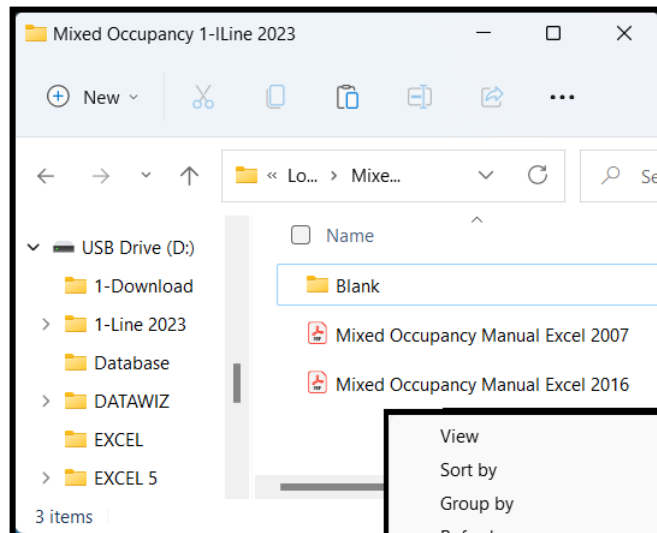 Mixed Occupancy 1-ILine 2023
New
« Lo... > Mixe...
Se
Name
USB Drive (D:)
1-Download
1-Line 2023
Database
DATAWIZ
EXCEL
EXCEL 5
Blank
Mixed Occupancy Manual Excel 2007
Mixed Occupancy Manual Excel 2016
View
Sort by
Group by
3 items